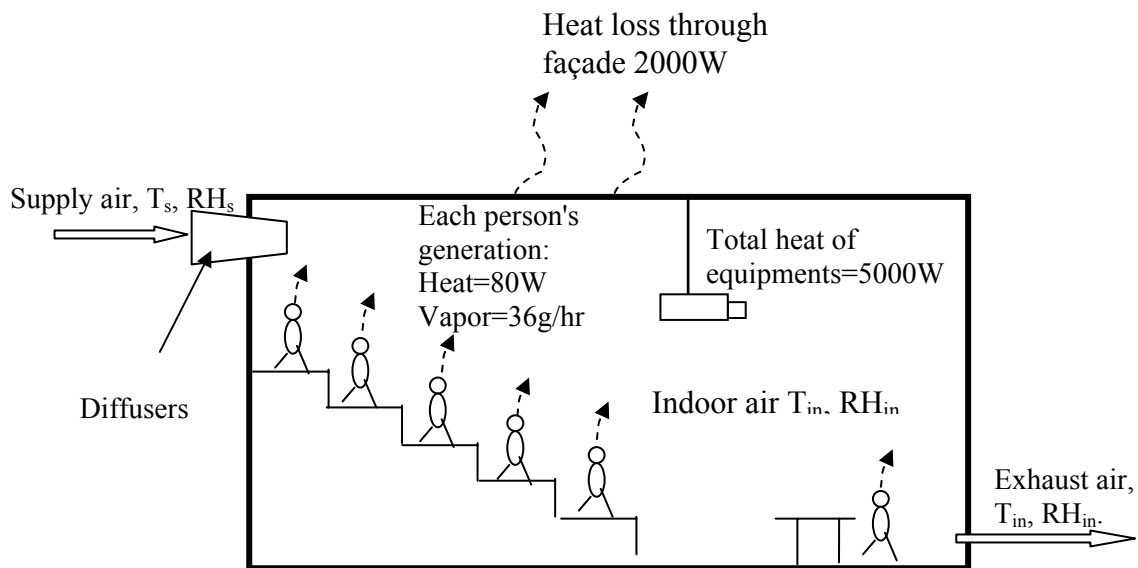 Heat loss through
façade 2000W
Supply air, Ts, RHs
Each person's
generation:
Heat=80W
Vapor=36g/hr
Total heat of
equipments=5000W
Diffusers
Indoor air Tin, RHin
Exhaust air,
Tin, RHin.